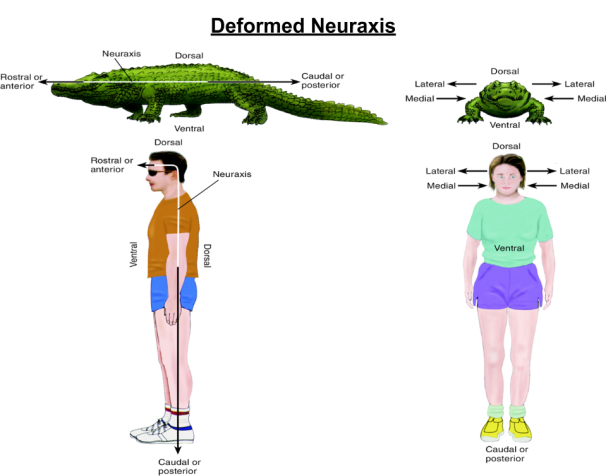 Deformed Neuraxis
Neuraxis
Dorsal
Rostral or
anterior
Caudal or
posterior
Ventral
Dorsal
Lateral
Lateral
Medial
Medial
Ventral
Dorsal
Rostral or
anterior
Neuraxis
Ventral
Dorsal
Caudal or
posterior
Dorsal
Lateral
Lateral
Medial
Medial
Ventral
Caudal or
posterior